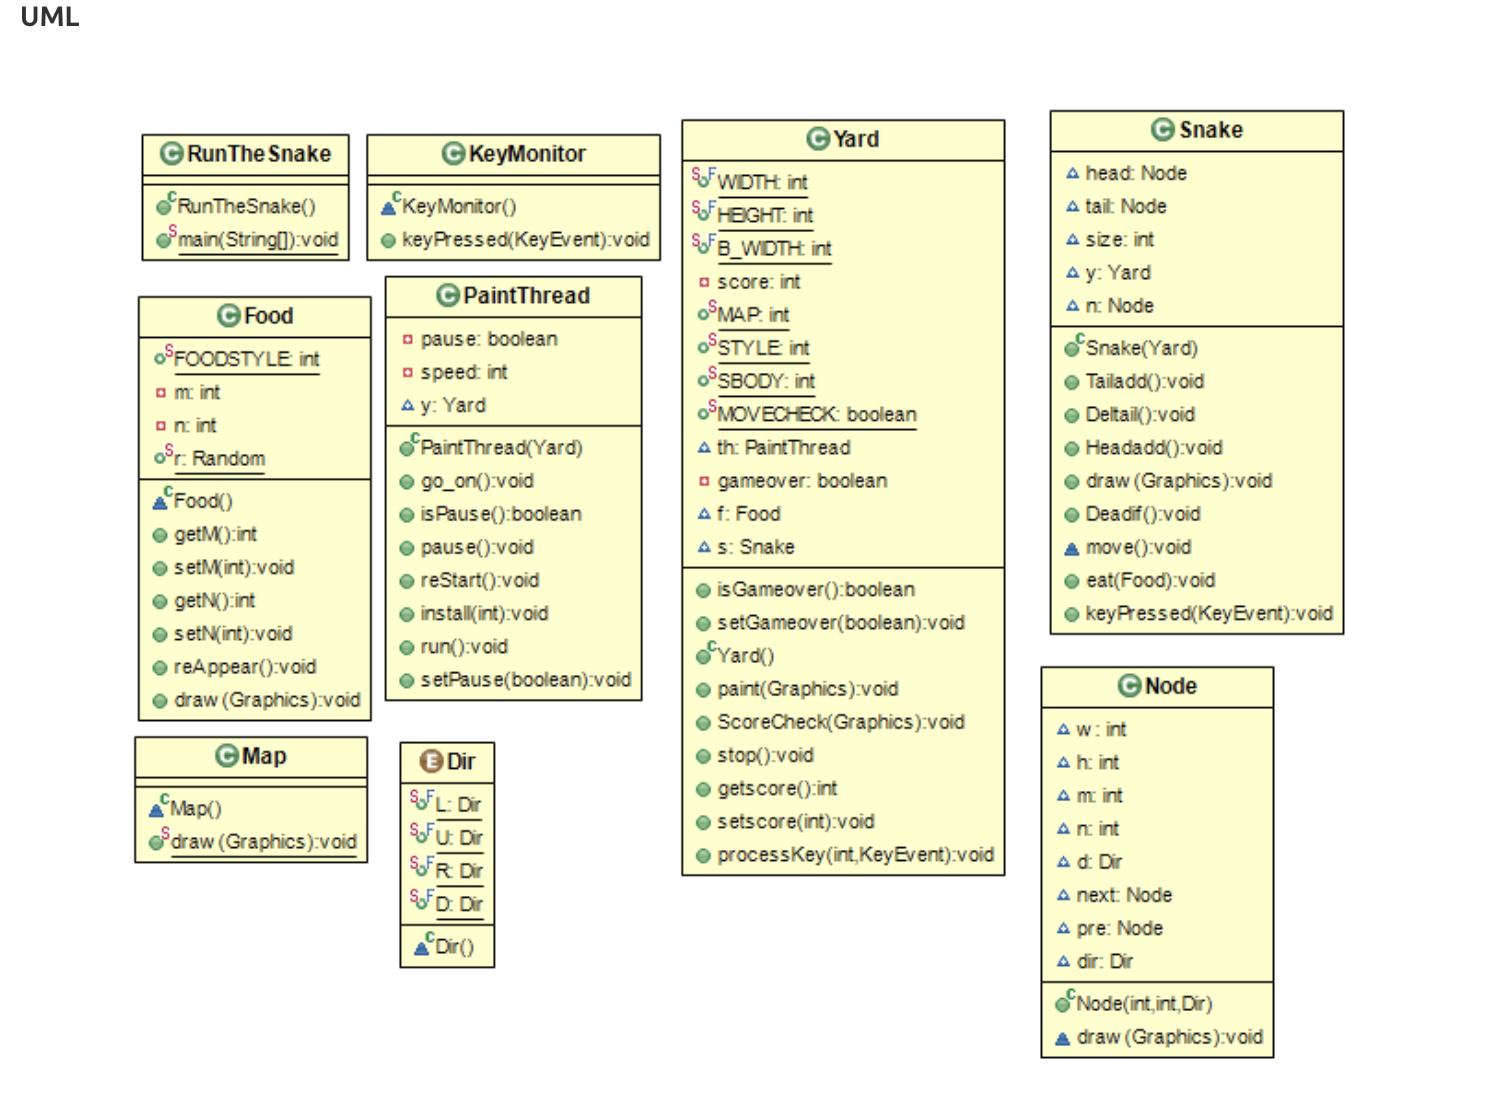 UML
RunTheSnake
RunTheSnake()
main(String[]):void
KeyMonitor
KeyMonitor()
keyPressed(KeyEvent):void
Yard
WIDTH: int
HEIGHT: int
B_WIDTH: int
score: int
MAP: int
STYLE: int
SBODY: int
MOVECHECK: boolean
th: PaintThread
gameover: boolean
f: Food
s: Snake
isGameover():boolean
setGameover(boolean):void
Yard()
paint(Graphics):void
ScoreCheck(Graphics):void
stop():void
getscore():int
setscore(int):void
processKey(int,KeyEvent):void
Snake
head: Node
tail: Node
size: int
y: Yard
n: Node
Snake(Yard)
Tailadd():void
Deltail():void
Headadd():void
draw(Graphics):void
Deadif():void
move():void
eat(Food):void
keyPressed(KeyEvent):void
Food
FOODSTYLE: int
m: int
n: int
r: Random
Food()
getM():int
setM(int):void
getN():int
setN(int):void
reAppear():void
draw(Graphics):void
PaintThread
pause: boolean
speed: int
y: Yard
PaintThread(Yard)
go_on():void
isPause():boolean
pause():void
reStart():void
install(int):void
run():void
setPause(boolean):void
Map
Map()
draw(Graphics):void
Dir
L: Dir
U: Dir
R: Dir
D: Dir
Dir()
Node
w: int
h: int
m: int
n: int
d: Dir
next: Node
pre: Node
dir: Dir
Node(int,int,Dir)
draw(Graphics):void